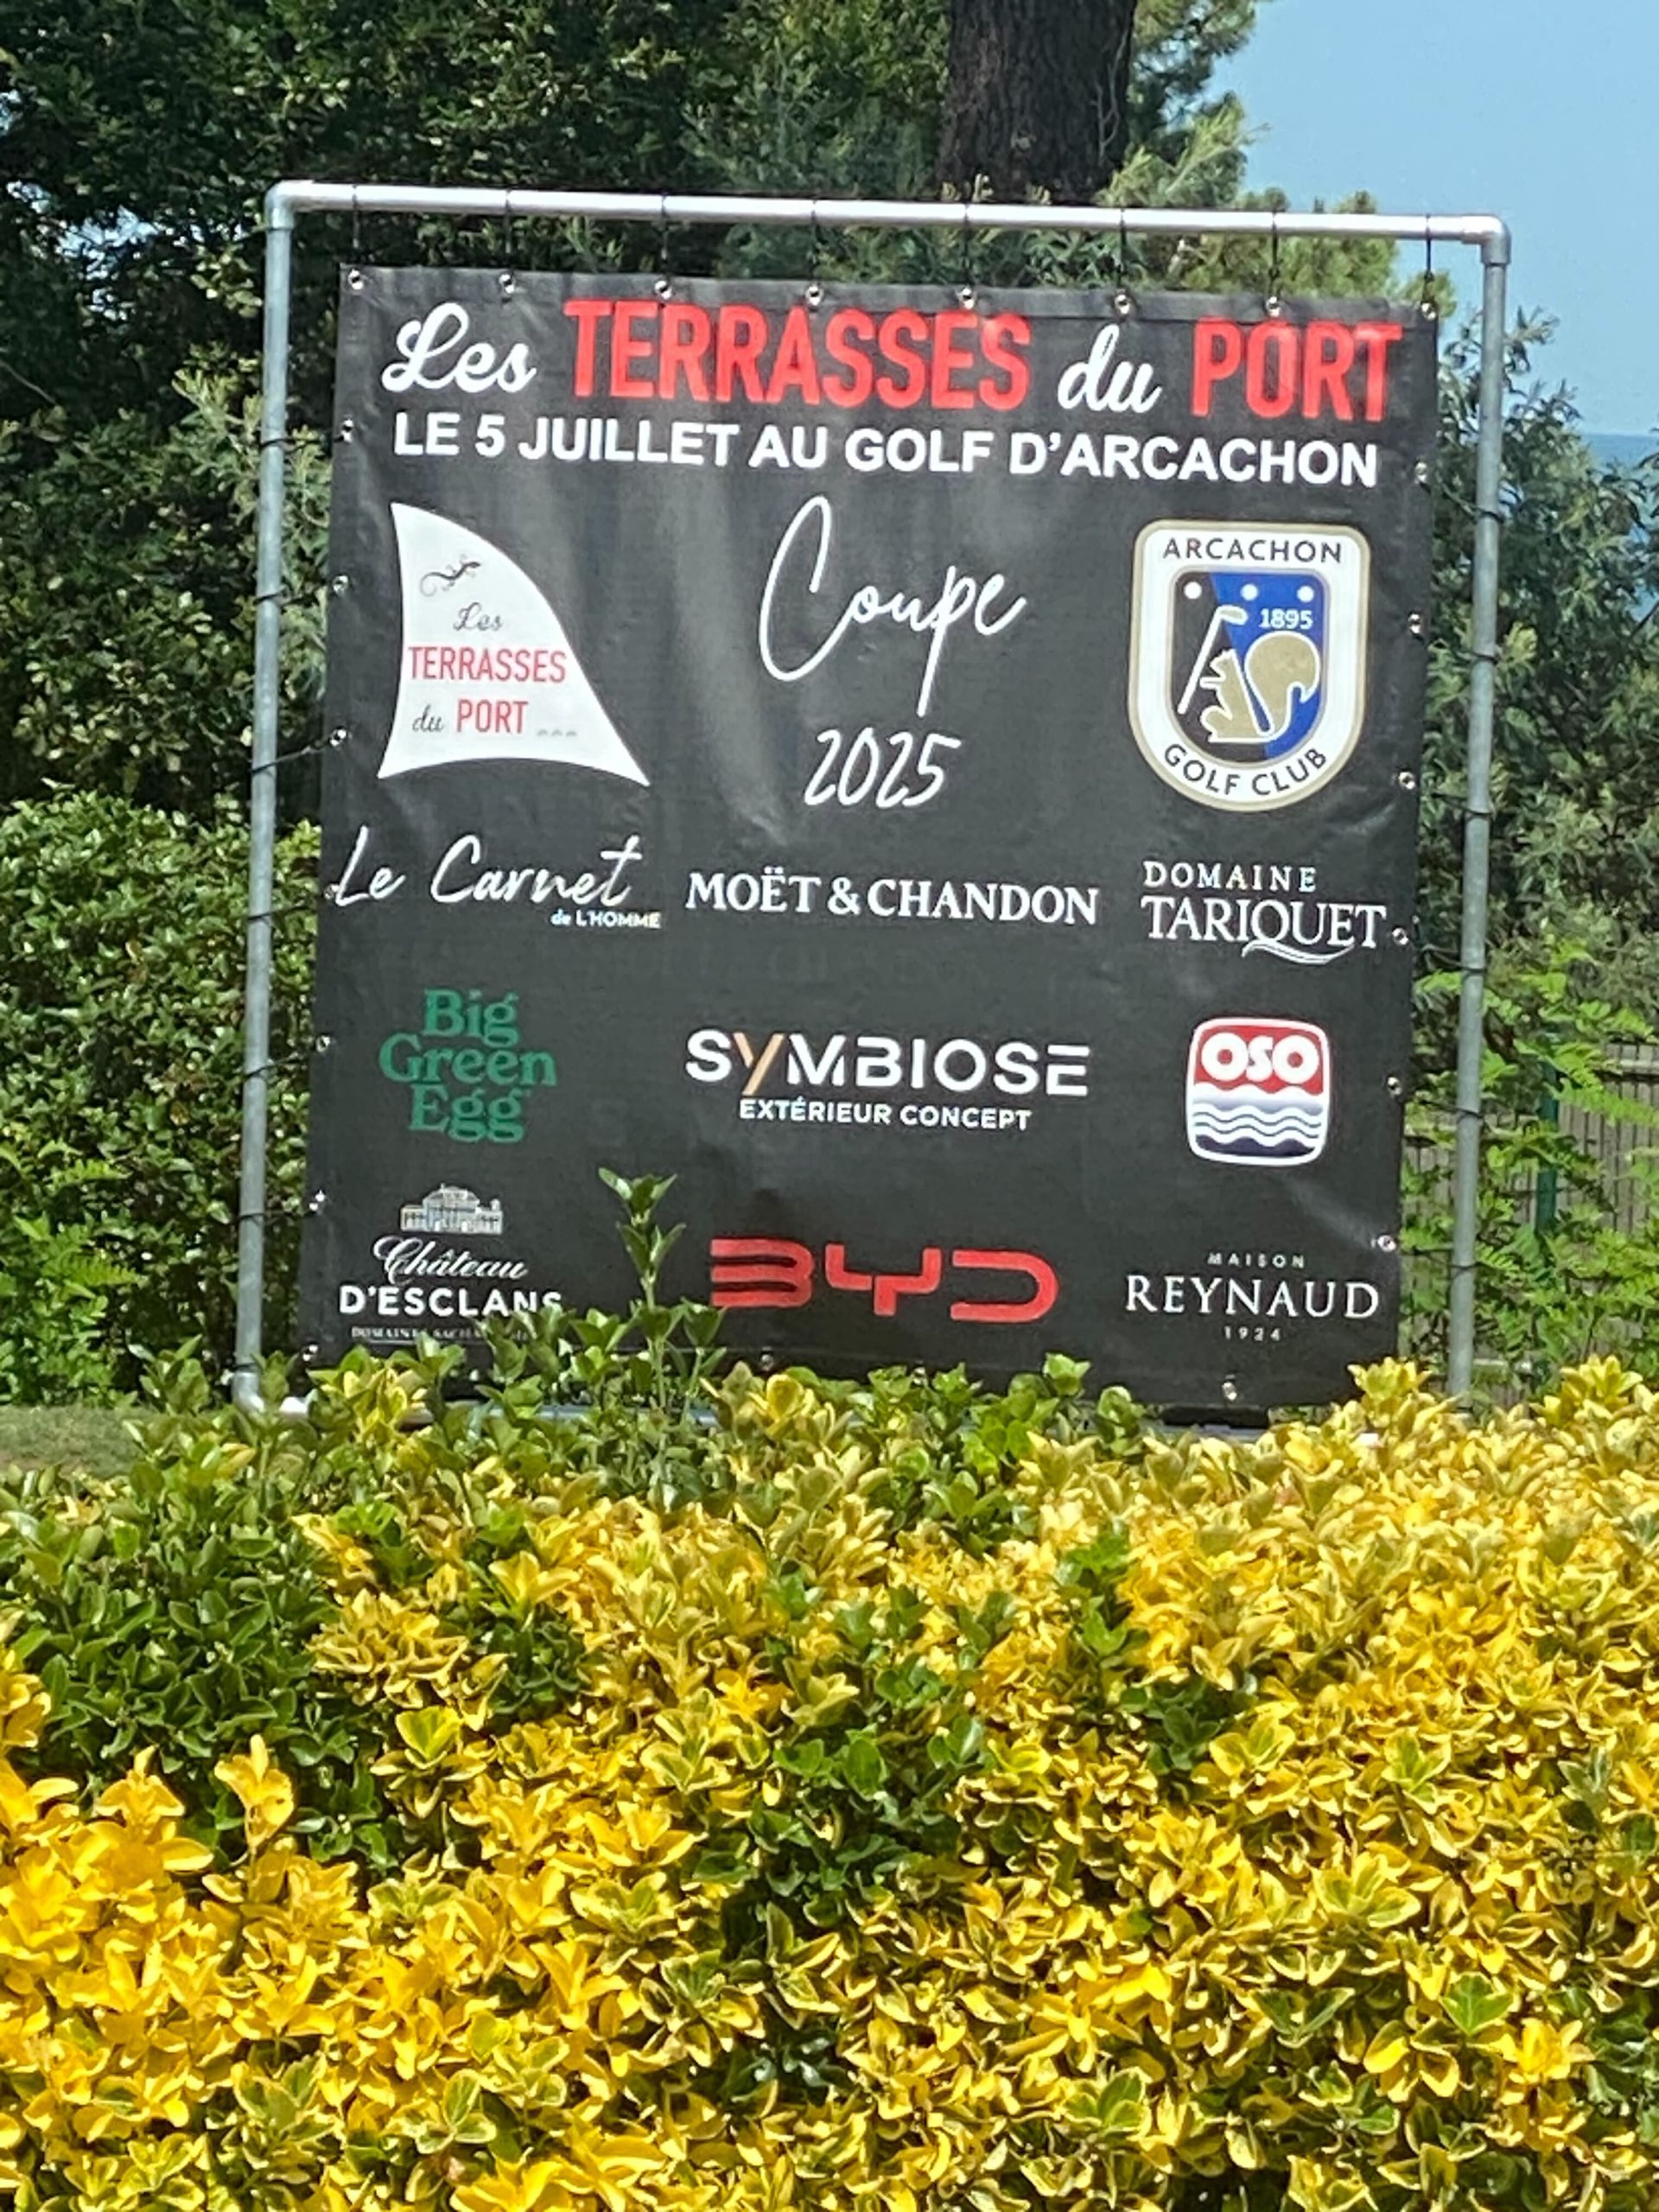 Les TERRASSES du PORT
LE 5 JUILLET AU GOLF D'ARCACHON
Les
TERRASSES
du PORT ...
Coupe
2025
ARCACHON
1895
GOLF CLUB
Le Carnet
de L'HOMME
MOËT & CHANDON
DOMAINE
TARIQUET
Big
Green
Egg
SYMBIOSE
EXTÉRIEUR CONCEPT
OSO
Château
D'ESCLANS
BYD
MAISON
REYNAUD
1924